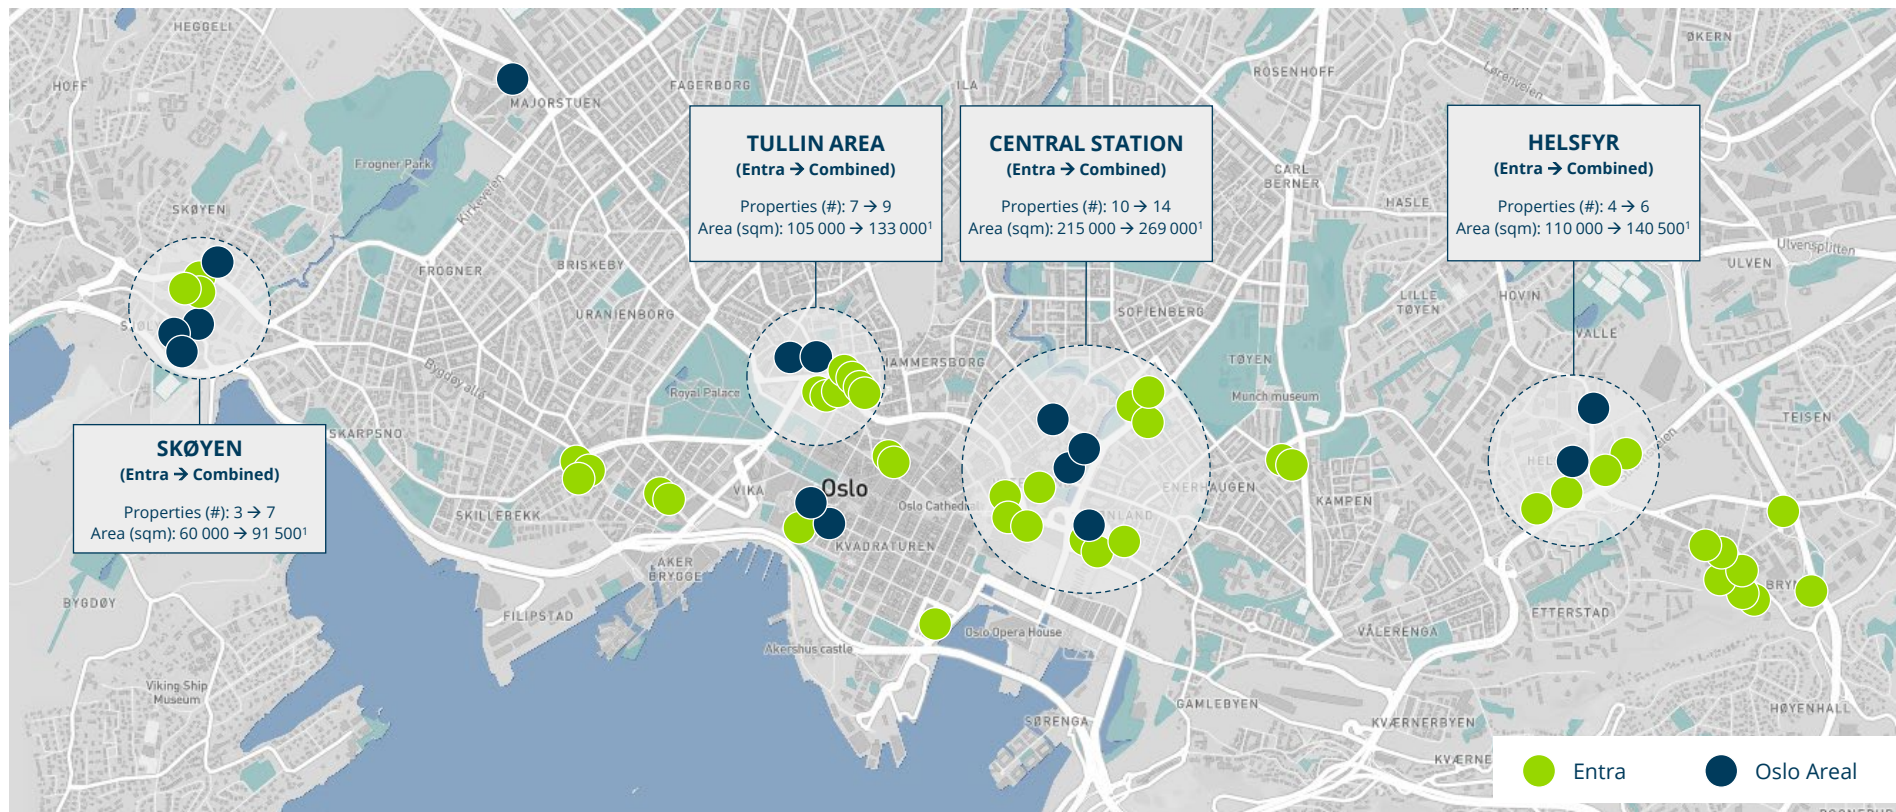 HEGGELI
HOFF
MAJORSTUEN
FAGERBORG
ILA
ROSENHOFF
ØKERN
Lørenveien
Frogner Park
Kirkeveien
SKØYEN
FROGNER
BRISKEBY
URANIENBORG
Bygdøy allé
Royal Palace
HAMMERSBORG
SOFIENBERG
CARL
BERNER
HASLE
LILLE
TØYEN
HOVIN
ULVEN
Ulvensplitten
VALLE
TØYEN
Munch museum
TEISEN
TULLIN AREA
(Entra → Combined)
Properties (#): 7 → 9
Area (sqm): 105 000 → 133 000¹
CENTRAL STATION
(Entra → Combined)
Properties (#): 10 → 14
Area (sqm): 215 000 → 269 000¹
HELSFYR
(Entra → Combined)
Properties (#): 4 → 6
Area (sqm): 110 000 → 140 500¹
SKØYEN
(Entra → Combined)
Properties (#): 3 → 7
Area (sqm): 60 000 → 91 500¹
SKARPSNO
SKILLEBEKK
VIKA
Oslo
Oslo Cathed
KVADRATUREN
ENERHAUGEN
KAMPEN
AKER
BRYGGE
FILIPSTAD
BYGDØY
Viking Ship
Museum
Akershus castle
Oslo Opera House
SØRENGA
GAMLEBYEN
VÅLERENGA
ETTERSTAD
BRYN
KVÆRNERBYEN
KVÆRNE
HØYENHALL
Entra
Oslo Areal